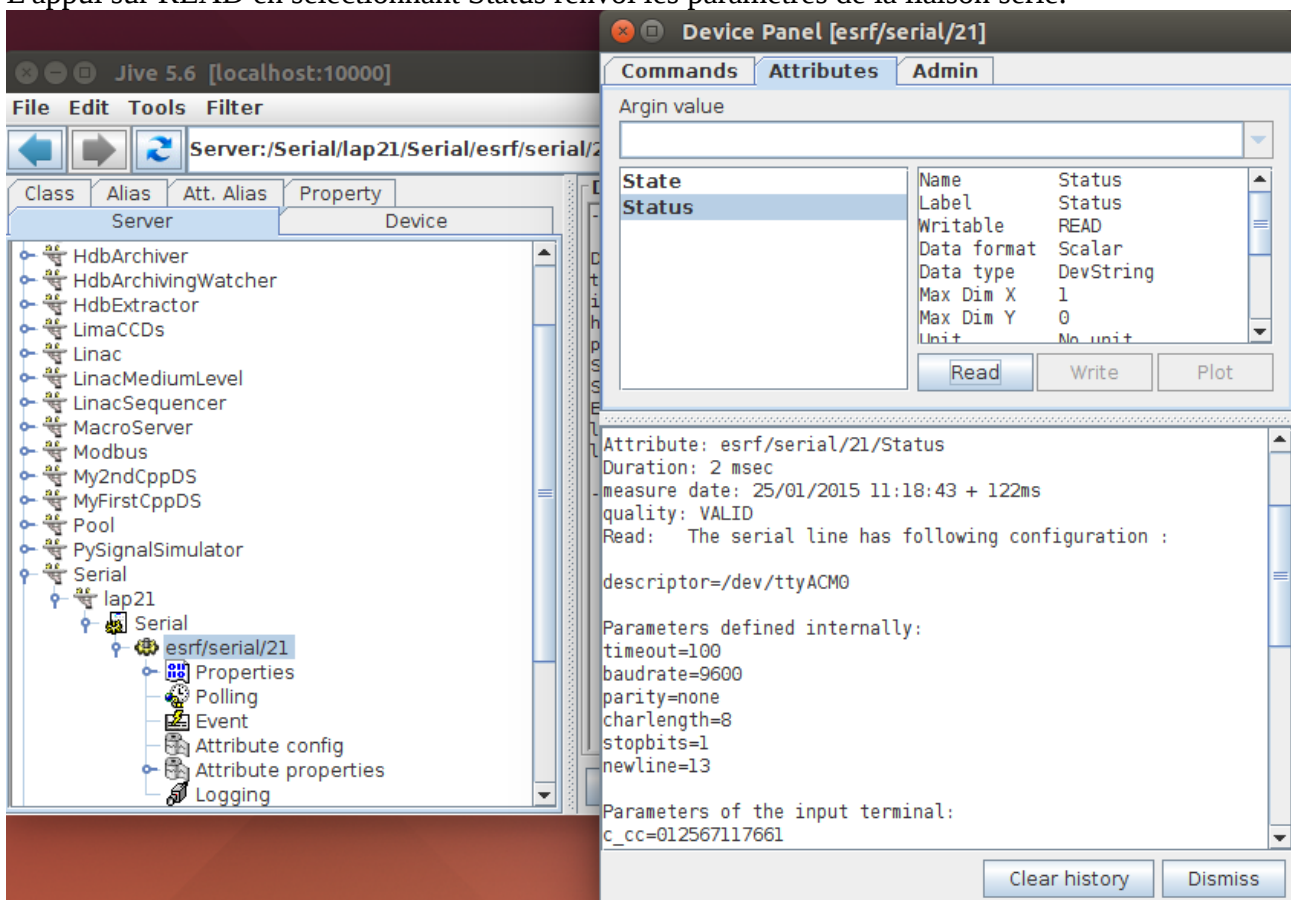 L'appui sur READ en sélectionnant Status renvoi les paramètres de la liaison série.
Jive 5.6 [localhost:10000]
File Edit Tools Filter
Server:/Serial/lap21/Serial/esrf/serial/2
Class Alias Att. Alias Property
Server Device
HdbArchiver
HdbArchivingWatcher
HdbExtractor
LimaCCDs
Linac
LinacMediumLevel
LinacSequencer
MacroServer
Modbus
My2ndCppDS
MyFirstCppDS
Pool
PySignalSimulator
Serial
lap21
Serial
esrf/serial/21
Properties
Polling
Event
Attribute config
Attribute properties
Logging
Device Panel [esrf/serial/21]
Commands Attributes Admin
Argin value
State
Status
Name Status
Label Status
Writable READ
Data format Scalar
Data type DevString
Max Dim X 1
Max Dim Y 0
Unit No unit
Read Write Plot
Attribute: esrf/serial/21/Status
Duration: 2 msec
measure date: 25/01/2015 11:18:43 + 122ms
quality: VALID
Read: The serial line has following configuration :
descriptor=/dev/ttyACM0
Parameters defined internally:
timeout=100
baudrate=9600
parity=none
charlength=8
stopbits=1
newline=13
Parameters of the input terminal:
c_cc=012567117661
Clear history Dismiss